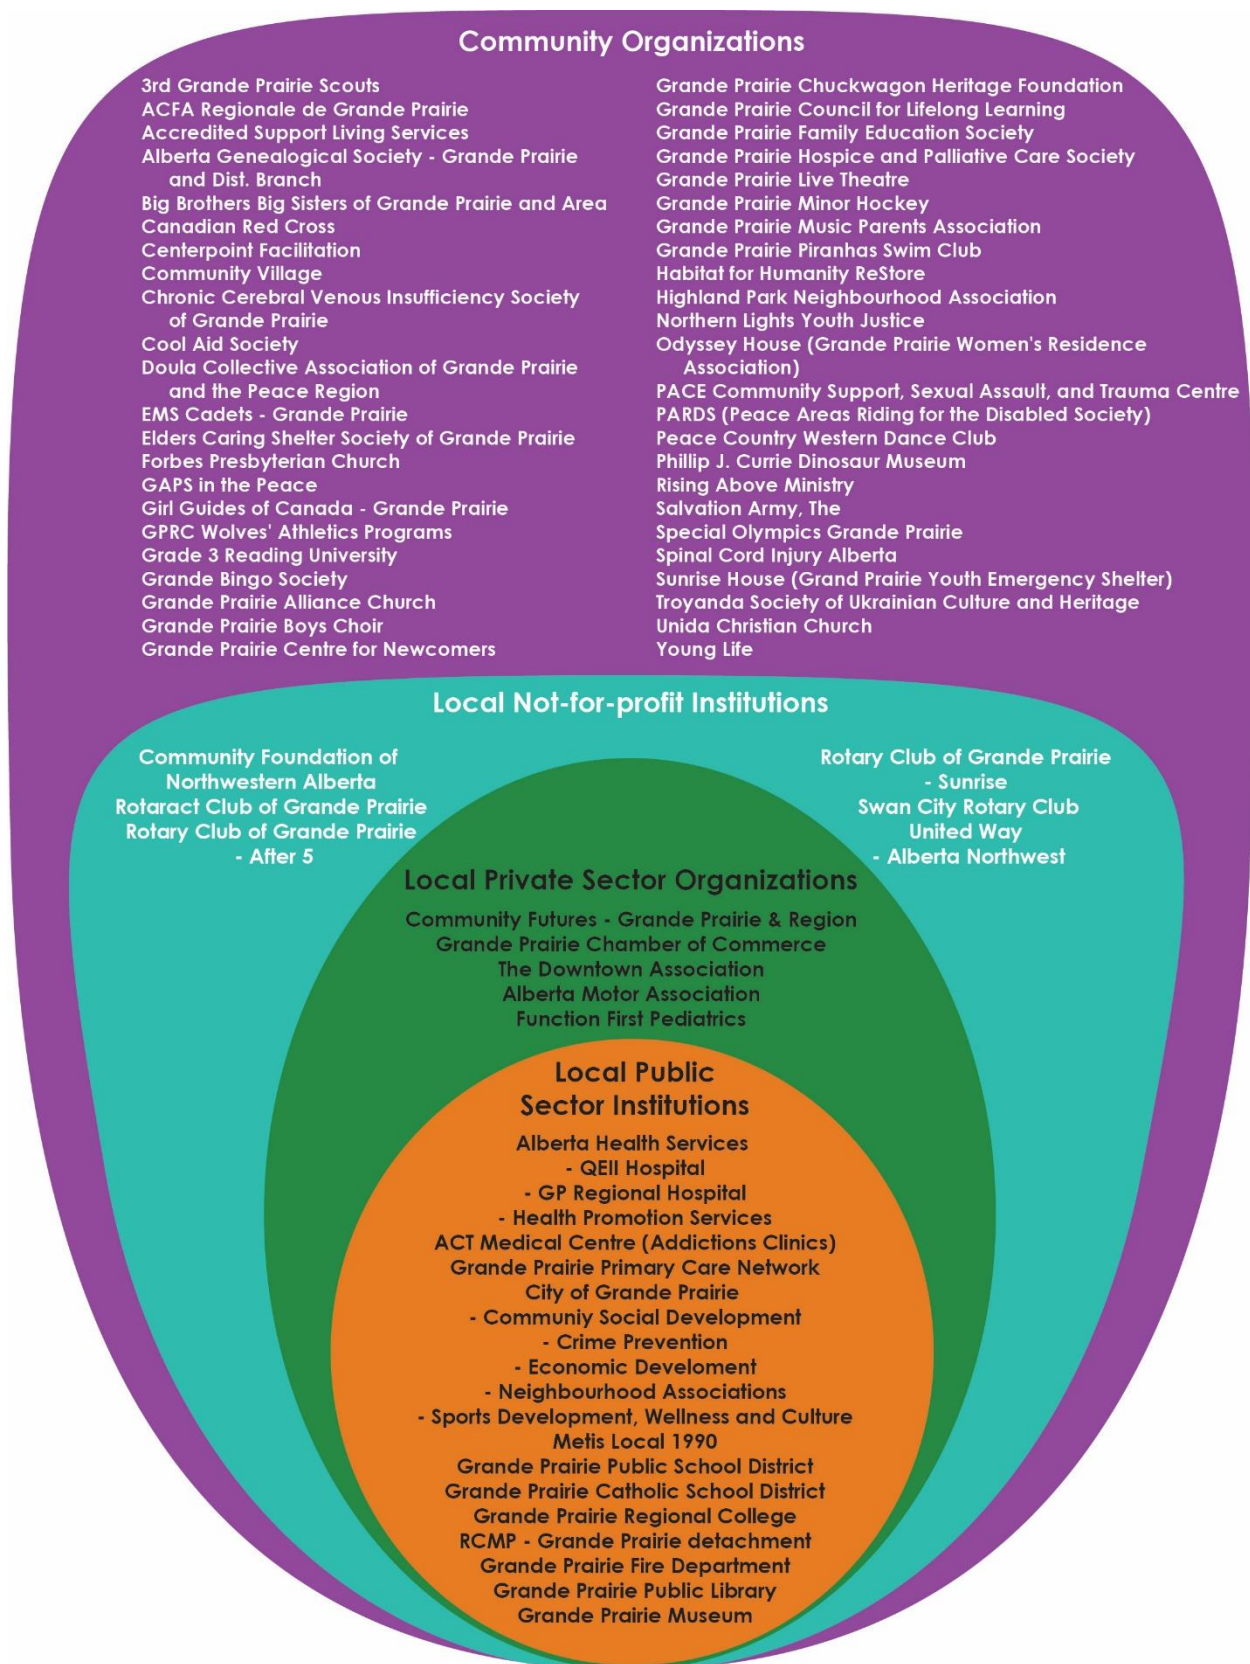 Community Organizations
3rd Grande Prairie Scouts
ACFA Regionale de Grande Prairie
Accredited Support Living Services
Alberta Genealogical Society - Grande Prairie
and Dist. Branch
Big Brothers Big Sisters of Grande Prairie and Area
Canadian Red Cross
Centerpoint Facilitation
Community Village
Chronic Cerebral Venous Insufficiency Society
of Grande Prairie
Cool Aid Society
Doula Collective Association of Grande Prairie
and the Peace Region
EMS Cadets - Grande Prairie
Elders Caring Shelter Society of Grande Prairie
Forbes Presbyterian Church
GAPS in the Peace
Girl Guides of Canada - Grande Prairie
GPRC Wolves' Athletics Programs
Grade 3 Reading University
Grande Bingo Society
Grande Prairie Alliance Church
Grande Prairie Boys Choir
Grande Prairie Centre for Newcomers
Grande Prairie Chuckwagon Heritage Foundation
Grande Prairie Council for Lifelong Learning
Grande Prairie Family Education Society
Grande Prairie Hospice and Palliative Care Society
Grande Prairie Live Theatre
Grande Prairie Minor Hockey
Grande Prairie Music Parents Association
Grande Prairie Piranhas Swim Club
Habitat for Humanity ReStore
Highland Park Neighbourhood Association
Northern Lights Youth Justice
Odyssey House (Grande Prairie Women's Residence
Association)
PACE Community Support, Sexual Assault, and Trauma Centre
PARDS (Peace Areas Riding for the Disabled Society)
Peace Country Western Dance Club
Phillip J. Currie Dinosaur Museum
Rising Above Ministry
Salvation Army, The
Special Olympics Grande Prairie
Spinal Cord Injury Alberta
Sunrise House (Grand Prairie Youth Emergency Shelter)
Troyanda Society of Ukrainian Culture and Heritage
Unida Christian Church
Young Life
Local Not-for-profit Institutions
Community Foundation of
Northwestern Alberta
Rotaract Club of Grande Prairie
Rotary Club of Grande Prairie
- After 5
Rotary Club of Grande Prairie
- Sunrise
Swan City Rotary Club
United Way
- Alberta Northwest
Local Private Sector Organizations
Community Futures - Grande Prairie & Region
Grande Prairie Chamber of Commerce
The Downtown Association
Alberta Motor Association
Function First Pediatrics
Local Public
Sector Institutions
Alberta Health Services
- QEII Hospital
- GP Regional Hospital
- Health Promotion Services
ACT Medical Centre (Addictions Clinics)
Grande Prairie Primary Care Network
City of Grande Prairie
- Communiy Social Development
- Crime Prevention
- Economic Develoment
- Neighbourhood Associations
- Sports Development, Wellness and Culture
Metis Local 1990
Grande Prairie Public School District
Grande Prairie Catholic School District
Grande Prairie Regional College
RCMP - Grande Prairie detachment
Grande Prairie Fire Department
Grande Prairie Public Library
Grande Prairie Museum